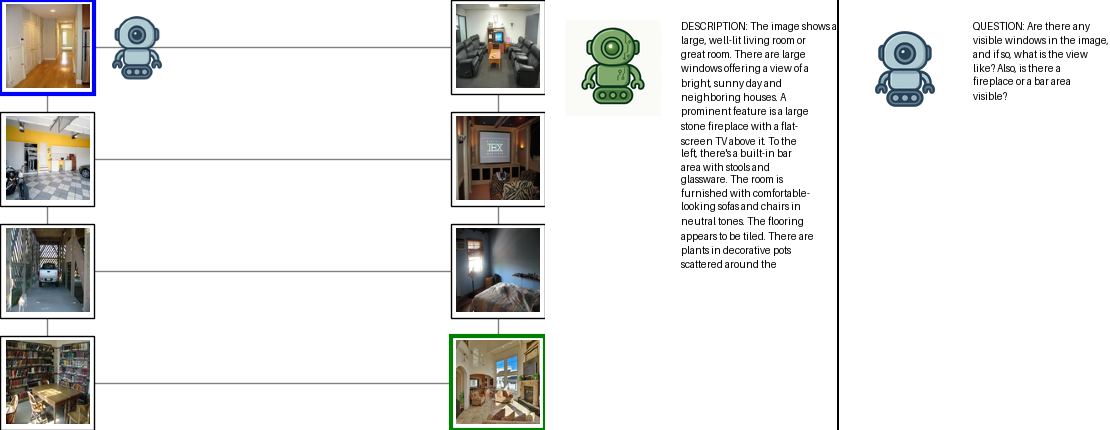 DESCRIPTION: The image shows a
large, well-lit living room or
great room. There are large
windows offering a view of a
bright, sunny day and
neighboring houses. A
prominent feature is a large
stone fireplace with a flat-
screen TV above it. To the
left, there's a built-in bar
area with stools and
glassware. The room is
furnished with comfortable-
looking sofas and chairs in
neutral tones. The flooring
appears to be tiled. There are
plants in decorative pots
scattered around the
QUESTION: Are there any
visible windows in the image,
and if so, what is the view
like? Also, is there a
fireplace or a bar area
visible?
THX